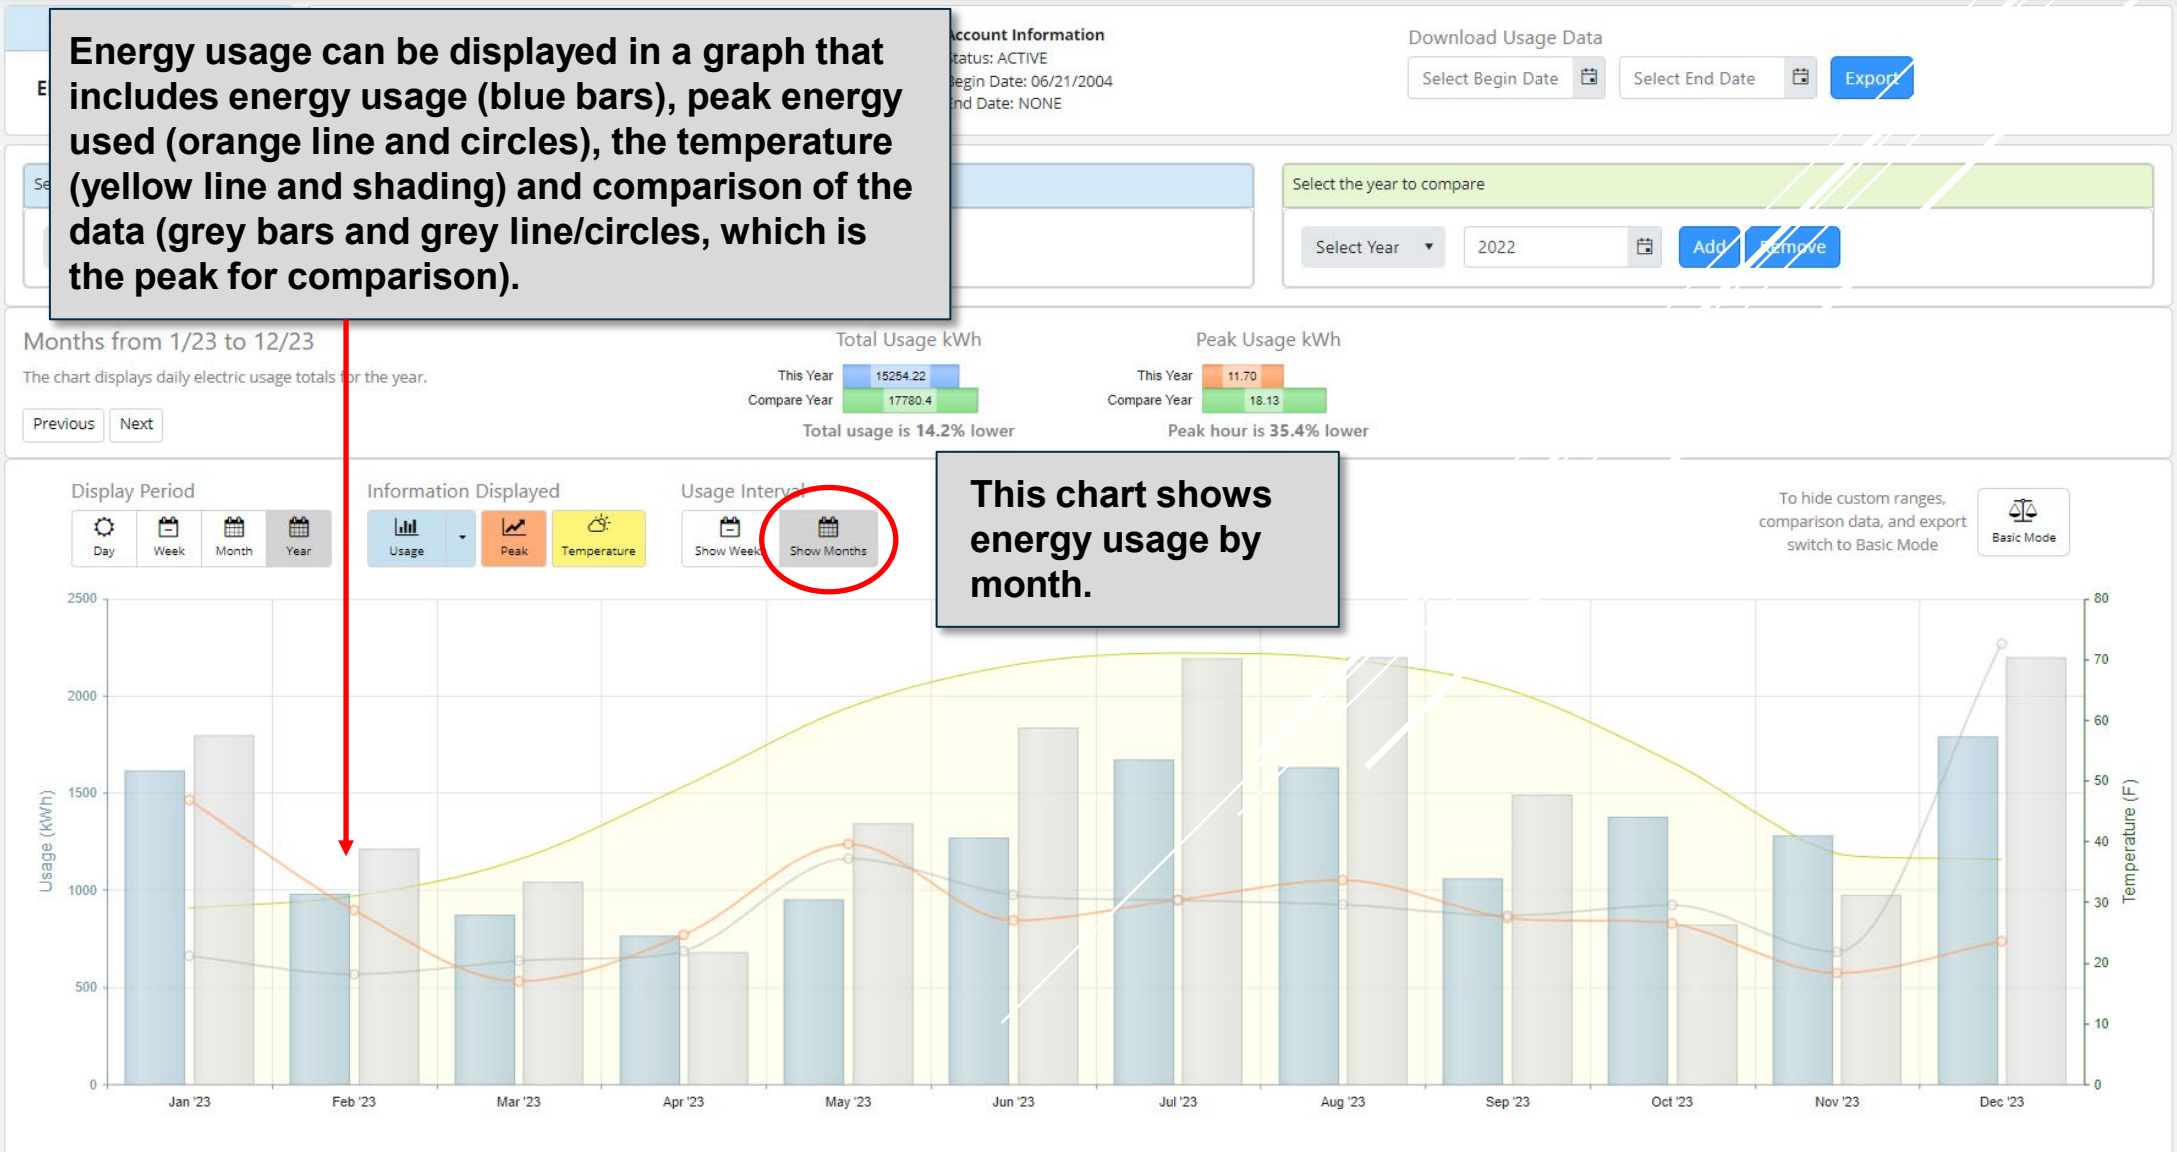 Energy usage can be displayed in a graph that
includes energy usage (blue bars), peak energy
used (orange line and circles), the temperature
(yellow line and shading) and comparison of the
data (grey bars and grey line/circles, which is
the peak for comparison).
Account Information
Status: ACTIVE
Begin Date: 06/21/2004
End Date: NONE
Download Usage Data
Select Begin Date
Select End Date
Export
Select the year to compare
Select Year
2022
Add
Remove
Months from 1/23 to 12/23
The chart displays daily electric usage totals for the year.
Previous
Next
Total Usage kWh
This Year 15254.22
Compare Year 17780.4
Total usage is 14.2% lower
Peak Usage kWh
This Year 11.70
Compare Year 18.13
Peak hour is 35.4% lower
Display Period
Day
Week
Month
Year
Information Displayed
Usage
Peak
Temperature
Usage Interval
Show Weeks
Show Months
This chart shows
energy usage by
month.
To hide custom ranges,
comparison data, and export
switch to Basic Mode
Basic Mode
Usage (kWh)
2500
2000
1500
1000
500
0
Temperature (F)
80
70
60
50
40
30
20
10
0
Jan '23
Feb '23
Mar '23
Apr '23
May '23
Jun '23
Jul '23
Aug '23
Sep '23
Oct '23
Nov '23
Dec '23